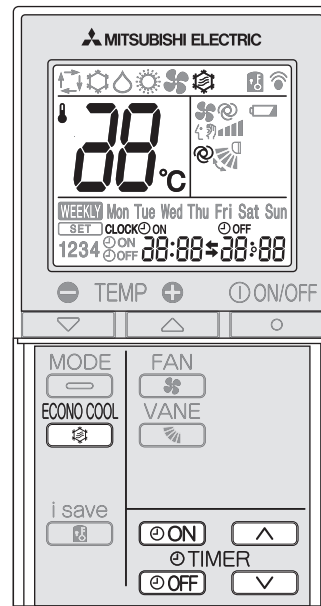 MITSUBISHI ELECTRIC
88°C
WEEKLY Mon Tue Wed Thu Fri Sat Sun
SET CLOCK ON OFF
1234 ON OFF 88:88 88:88
TEMP ON/OFF
MODE FAN
ECONO COOL VANE
i save
ON
TIMER
OFF